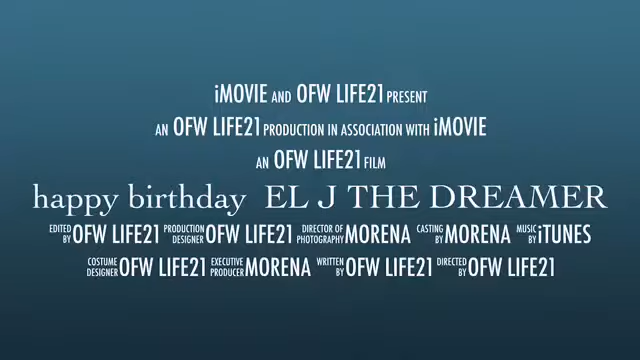 iMOVIE AND OFW LIFE21 PRESENT
AN OFW LIFE21 PRODUCTION IN ASSOCIATION WITH iMOVIE
AN OFW LIFE21 FILM
happy birthday EL J THE DREAMER
EDITED BY OFW LIFE21 PRODUCTION DESIGNER OFW LIFE21 DIRECTOR OF PHOTOGRAPHY MORENA CASTING BY MORENA MUSIC BY iTUNES
COSTUME DESIGNER OFW LIFE21 EXECUTIVE PRODUCER MORENA WRITTEN BY OFW LIFE21 DIRECTED BY OFW LIFE21